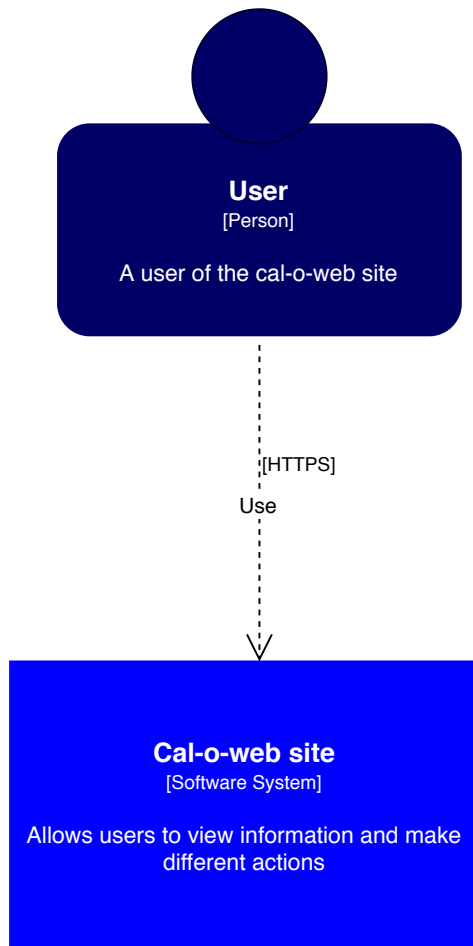 User
[Person]
A user of the cal-o-web site
[HTTPS]
Use
Cal-o-web site
[Software System]
Allows users to view information and make
different actions